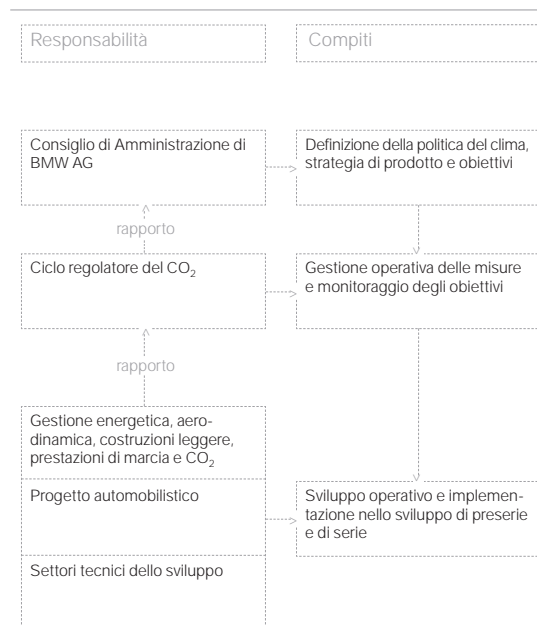 Responsabilità
Compiti
Consiglio di Amministrazione di
BMW AG
Definizione della politica del clima,
strategia di prodotto e obiettivi
rapporto
Ciclo regolatore del CO₂
Gestione operativa delle misure
e monitoraggio degli obiettivi
rapporto
Gestione energetica, aero-
dinamica, costruzioni leggere,
prestazioni di marcia e CO₂
Progetto automobilistico
Sviluppo operativo e implemen-
tazione nello sviluppo di preserie
e di serie
Settori tecnici dello sviluppo